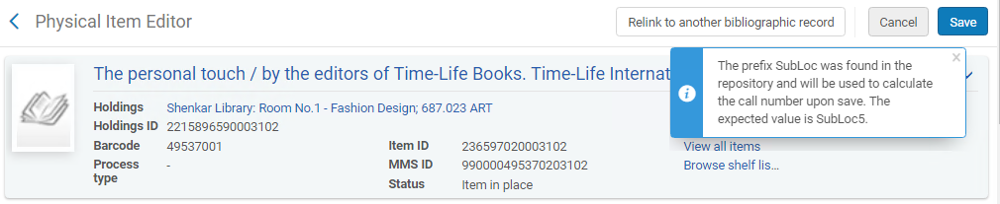 Physical Item Editor
Relink to another bibliographic record
Cancel
Save
The personal touch / by the editors of Time-Life Books. Time-Life Internat
The prefix SubLoc was found in the
repository and will be used to calculate
the call number upon save. The
expected value is SubLoc5.
Holdings Shenkar Library: Room No.1 - Fashion Design; 687.023 ART
Holdings ID 2215896590003102
Barcode 49537001 Item ID 236597020003102 View all items
Process MMS ID 990000495370203102 Browse shelf lis...
type -
Status Item in place